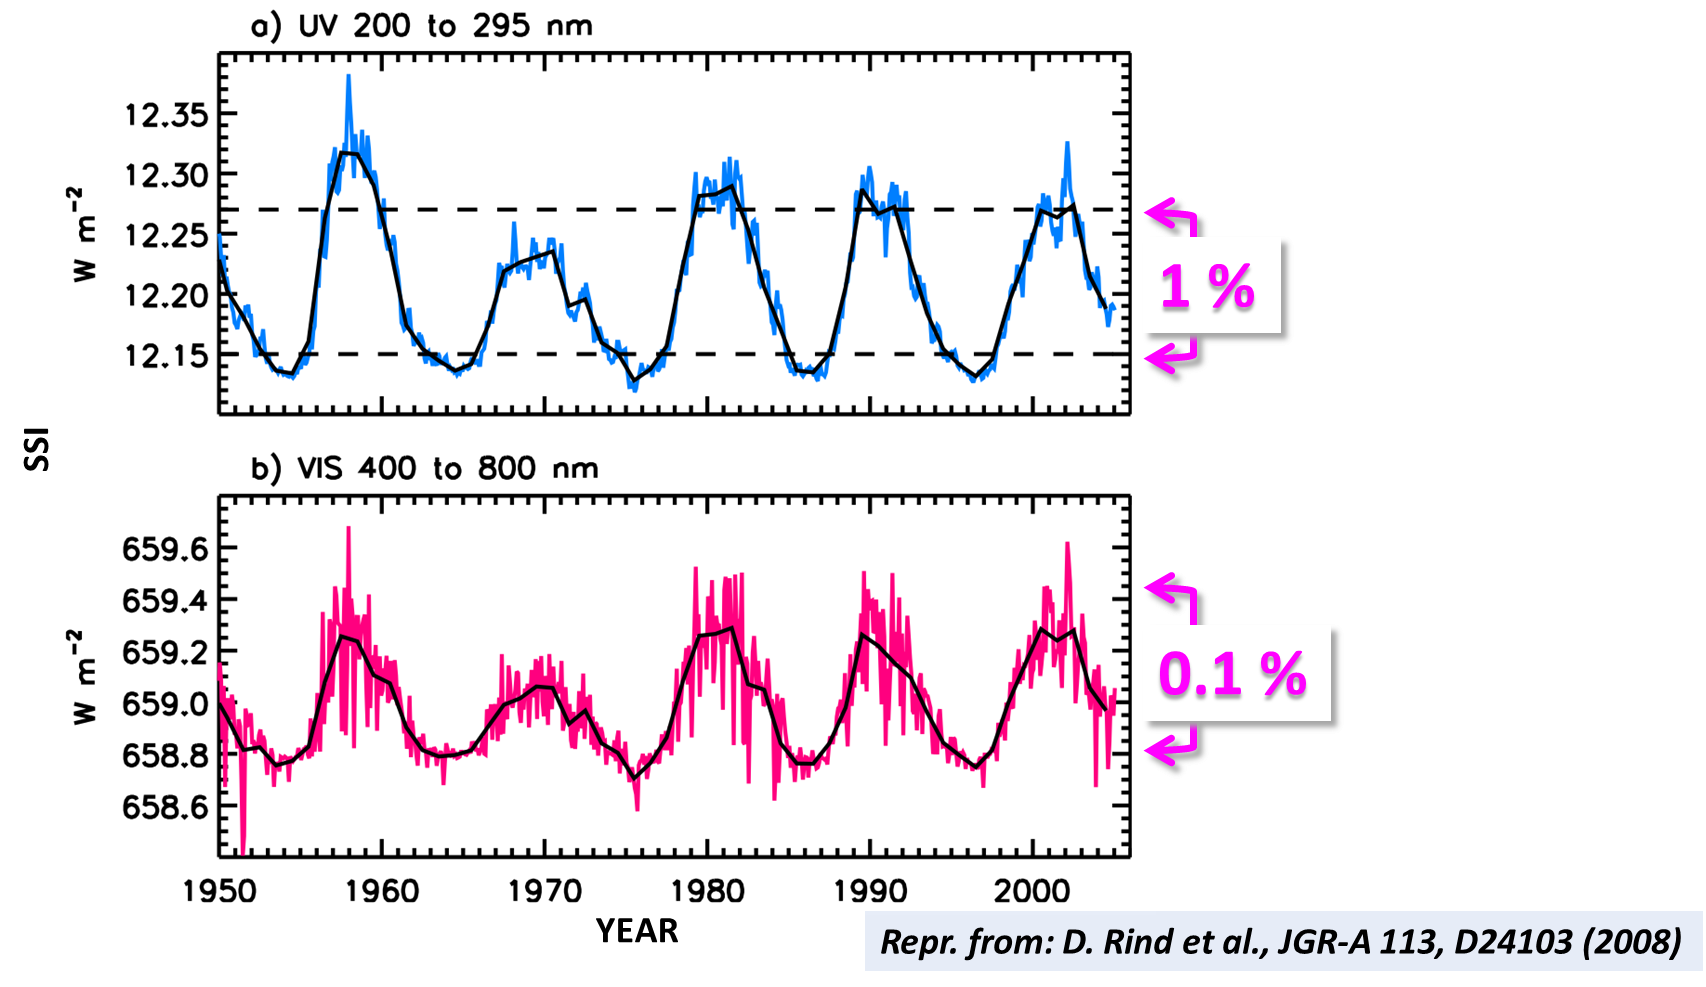 a) UV 200 to 295 nm
12.35
12.30
12.25
12.20
12.15
W m⁻²
1 %
SSI
b) VIS 400 to 800 nm
659.6
659.4
659.2
659.0
658.8
658.6
W m⁻²
0.1 %
1950 1960 1970 1980 1990 2000
YEAR
Repr. from: D. Rind et al., JGR-A 113, D24103 (2008)